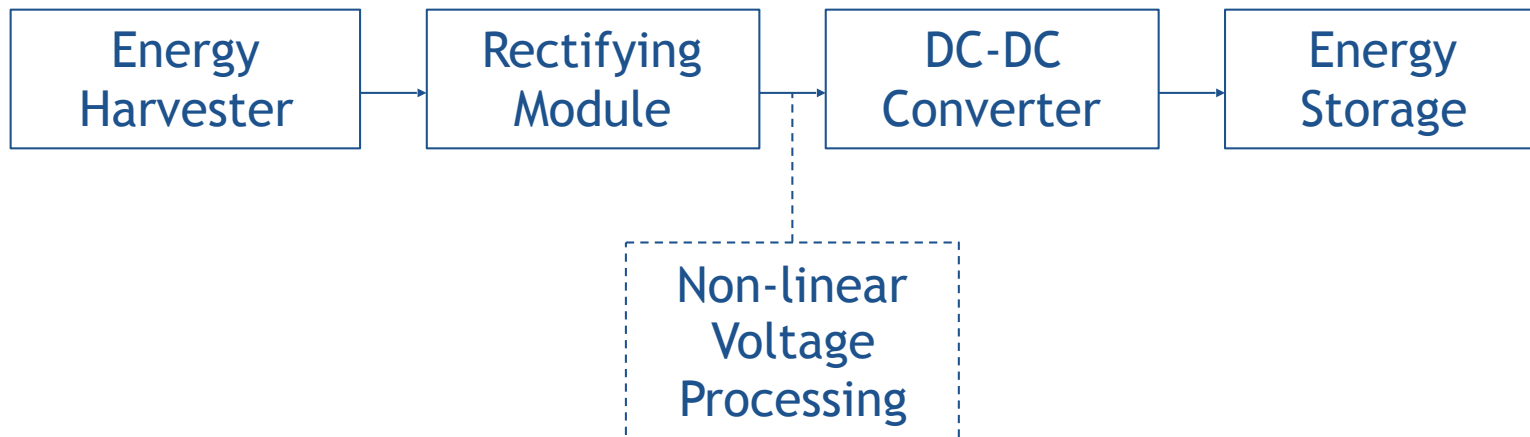 Energy
Harvester
Rectifying
Module
DC-DC
Converter
Energy
Storage
Non-linear
Voltage
Processing